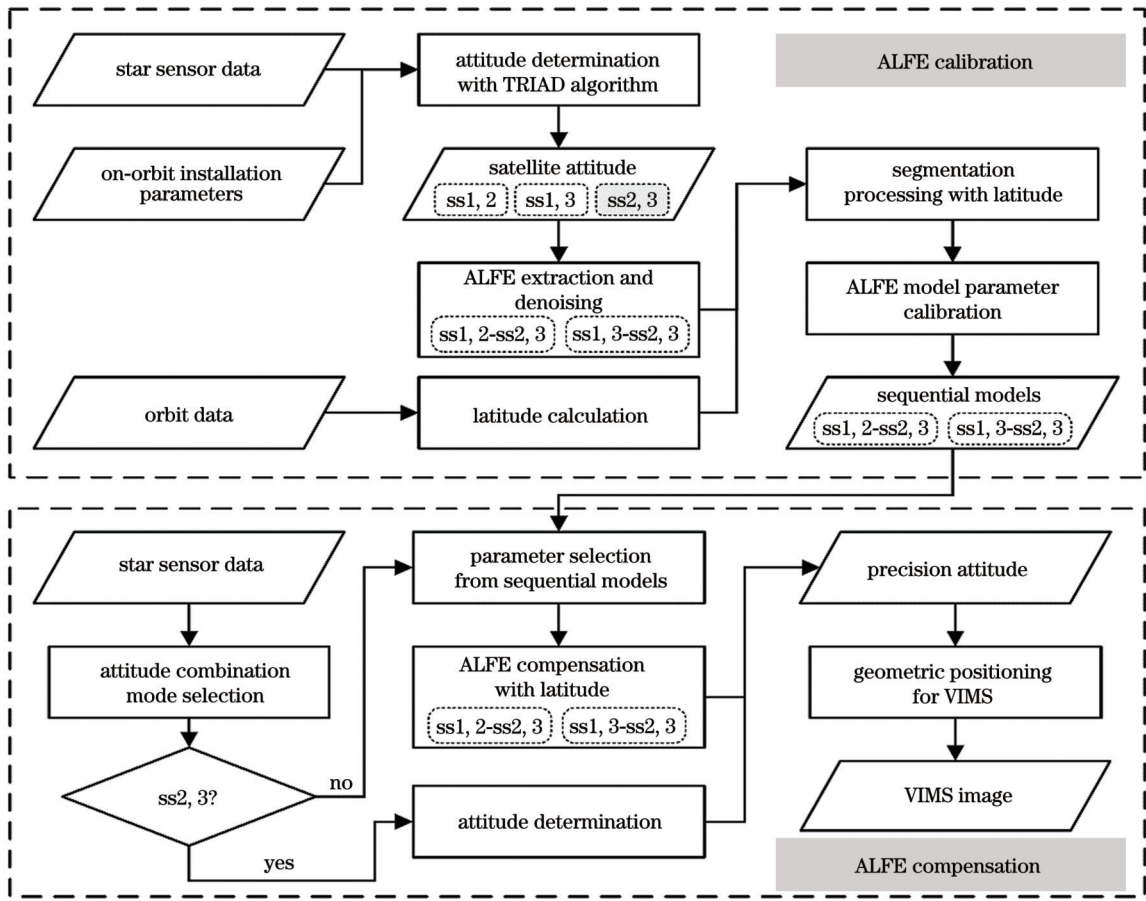 star sensor data
attitude determination
with TRIAD algorithm
ALFE calibration
on-orbit installation
parameters
satellite attitude
ss1, 2
ss1, 3
ss2, 3
segmentation
processing with latitude
ALFE extraction and
denoising
ss1, 2-ss2, 3
ss1, 3-ss2, 3
ALFE model parameter
calibration
orbit data
latitude calculation
sequential models
ss1, 2-ss2, 3
ss1, 3-ss2, 3
star sensor data
parameter selection
from sequential models
precision attitude
attitude combination
mode selection
ALFE compensation
with latitude
ss1, 2-ss2, 3
ss1, 3-ss2, 3
geometric positioning
for VIMS
ss2, 3?
no
yes
attitude determination
VIMS image
ALFE compensation